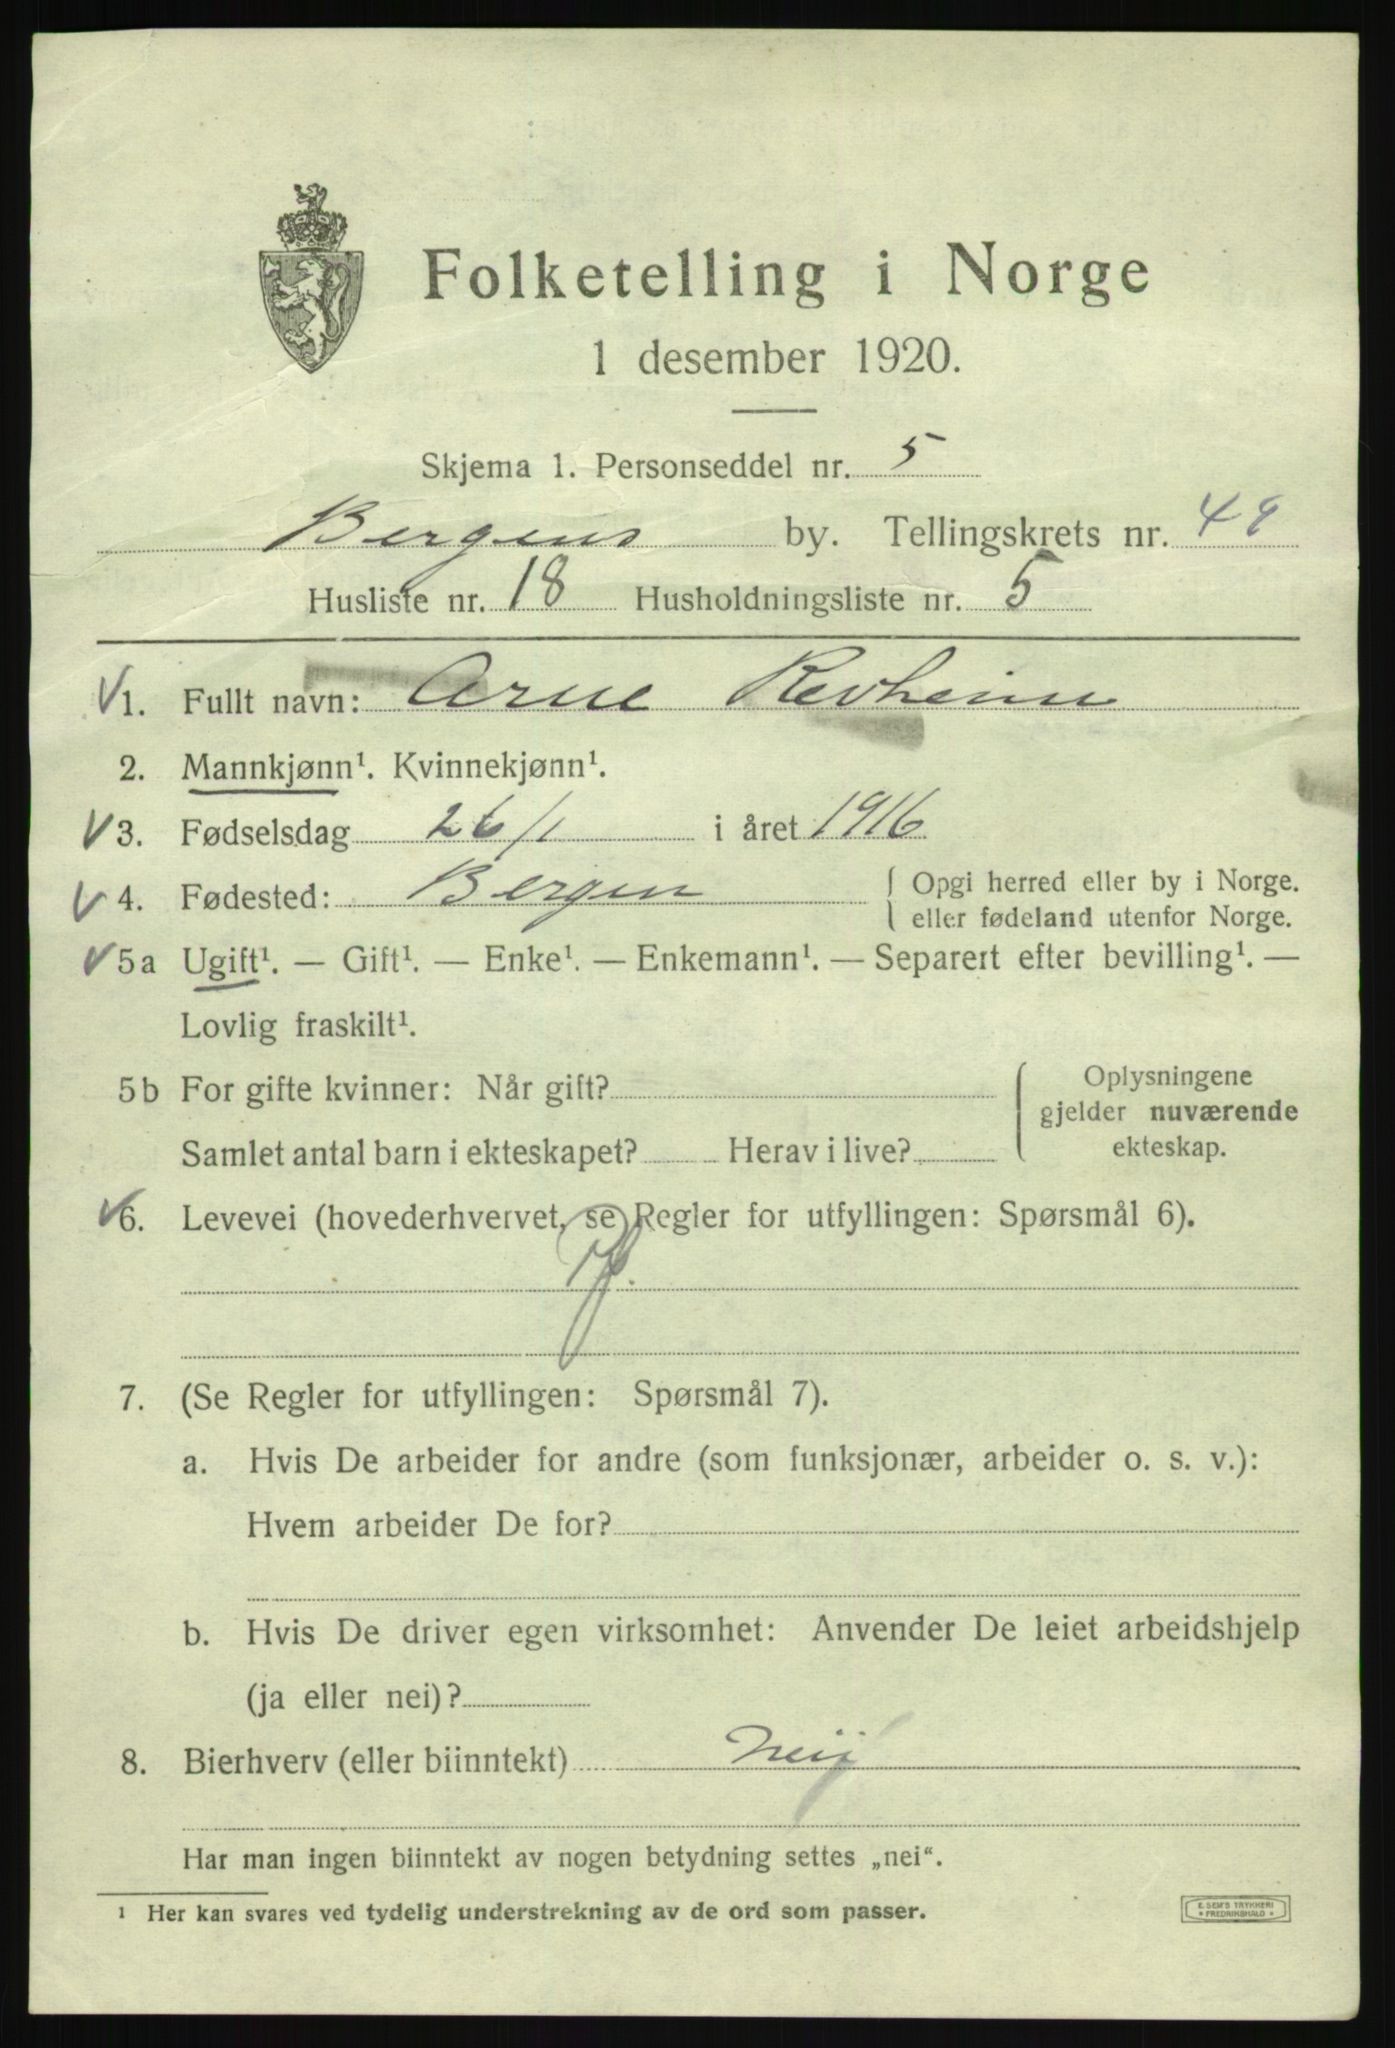 Folketelling i Norge
1 desember 1920.
Skjema 1. Personseddel nr. 5
Bergens by. Tellingskrets nr. 49
Husliste nr. 18 Husholdningsliste nr. 5
1. Fullt navn: Arne Revheim
2. Mannkjønn¹. Kvinnekjønn¹.
3. Fødselsdag 26/1 i året 1916
4. Fødested: Bergen { Opgi herred eller by i Norge.
eller fødeland utenfor Norge.
5a Ugift¹. — Gift¹. — Enke¹. — Enkemann¹. — Separert efter bevilling¹. —
Lovlig fraskilt¹.
5b For gifte kvinner: Når gift? { Oplysningene
gjelder nuværende
Samlet antal barn i ekteskapet? Herav i live? ekteskap.
6. Levevei (hovederhvervet, se Regler for utfyllingen: Spørsmål 6).
7. (Se Regler for utfyllingen: Spørsmål 7).
a. Hvis De arbeider for andre (som funksjonær, arbeider o. s. v.):
Hvem arbeider De for?
b. Hvis De driver egen virksomhet: Anvender De leiet arbeidshjelp
(ja eller nei)?
8. Bierhverv (eller biinntekt) Neij
Har man ingen biinntekt av nogen betydning settes „nei“.
¹ Her kan svares ved tydelig understrekning av de ord som passer.
E. SEM'S TRYKKERI
• FREDRIKSHALD •